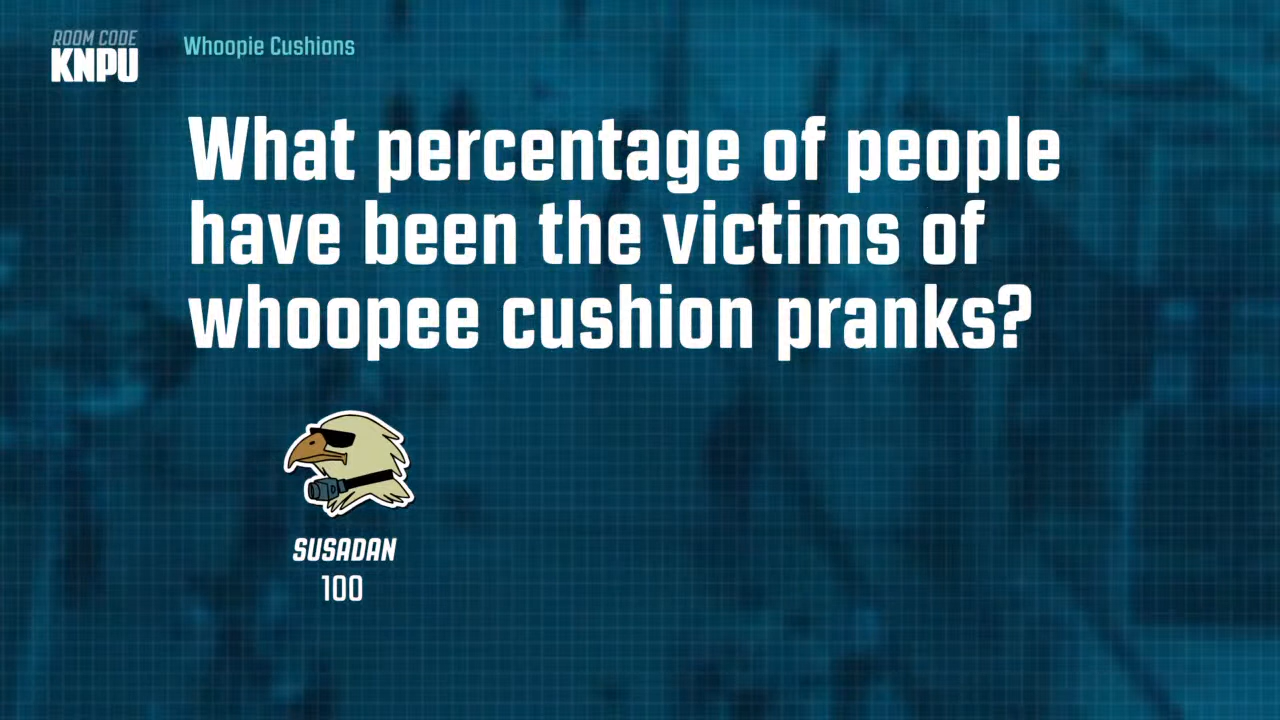 ROOM CODE
KNPU
Whoopie Cushions
What percentage of people
have been the victims of
whoopee cushion pranks?
SUSADAN
100